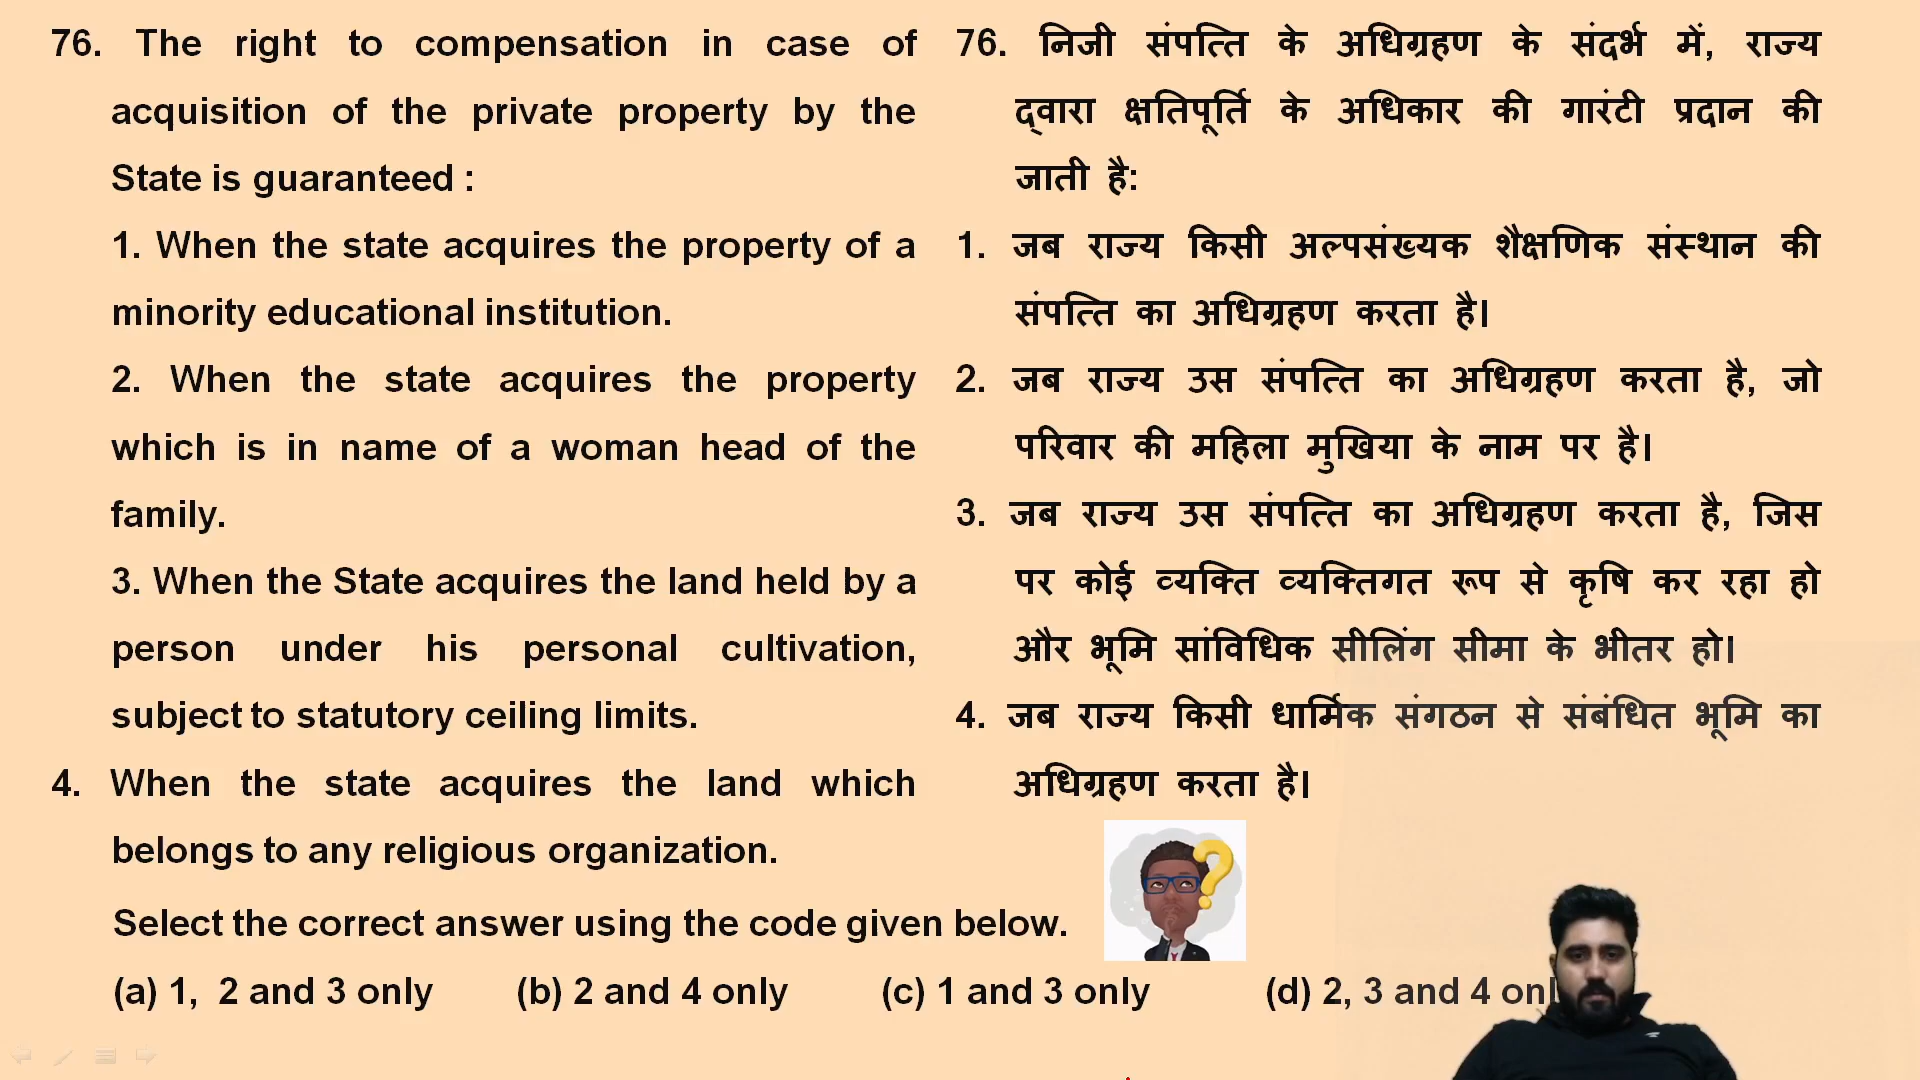 76. The right to compensation in case of
acquisition of the private property by the
State is guaranteed :
1. When the state acquires the property of a
minority educational institution.
2. When the state acquires the property
which is in name of a woman head of the
family.
3. When the State acquires the land held by a
person under his personal cultivation,
subject to statutory ceiling limits.
4. When the state acquires the land which
belongs to any religious organization.
76. निजी संपत्ति के अधिग्रहण के संदर्भ में, राज्य
द्वारा क्षतिपूर्ति के अधिकार की गारंटी प्रदान की
जाती है:
1. जब राज्य किसी अल्पसंख्यक शैक्षणिक संस्थान की
संपत्ति का अधिग्रहण करता है।
2. जब राज्य उस संपत्ति का अधिग्रहण करता है, जो
परिवार की महिला मुखिया के नाम पर है।
3. जब राज्य उस संपत्ति का अधिग्रहण करता है, जिस
पर कोई व्यक्ति व्यक्तिगत रूप से कृषि कर रहा हो
और भूमि सांविधिक सीलिंग सीमा के भीतर हो।
4. जब राज्य किसी धार्मिक संगठन से संबंधित भूमि का
अधिग्रहण करता है।
Select the correct answer using the code given below.
(a) 1, 2 and 3 only (b) 2 and 4 only (c) 1 and 3 only (d) 2, 3 and 4